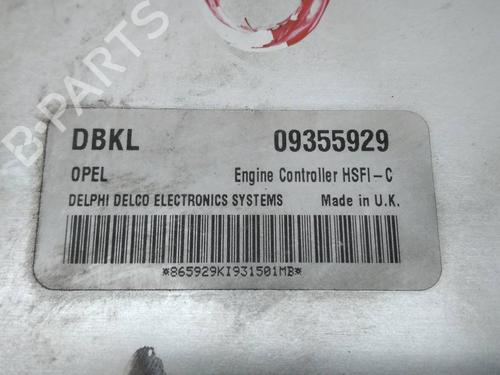 B-PARTS
DBKL 09355929
OPEL Engine Controller HSFI-C
DELPHI DELCO ELECTRONICS SYSTEMS Made in U.K.
*865929KI931501MB*